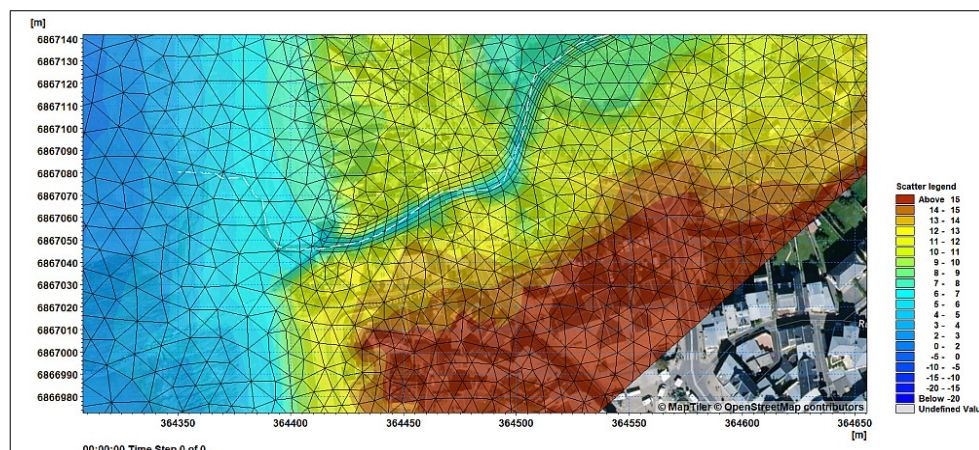 [m]
6867140
6867130
6867120
6867110
6867100
6867090
6867080
6867070
6867060
6867050
6867040
6867030
6867020
6867010
6867000
6866990
6866980
364350
364400
364450
364500
364550
364600
364650
[m]
© MapTiler © OpenStreetMap contributors
Scatter legend
Above 15
14 - 15
13 - 14
12 - 13
11 - 12
10 - 11
9 - 10
8 - 9
7 - 8
6 - 7
5 - 6
4 - 5
3 - 4
2 - 3
0 - 2
-5 - 0
-10 - -5
-15 - -10
-20 - -15
Below -20
Undefined Valu
00:00:00 Time Step 0 of 0